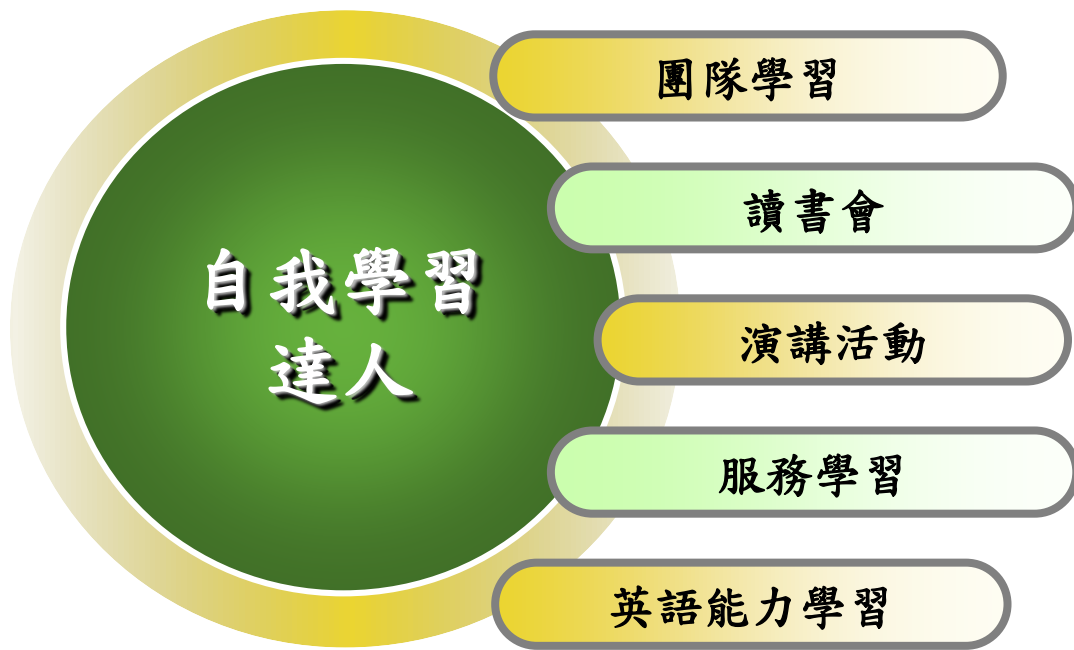 自我學習
達人
團隊學習
讀書會
演講活動
服務學習
英語能力學習